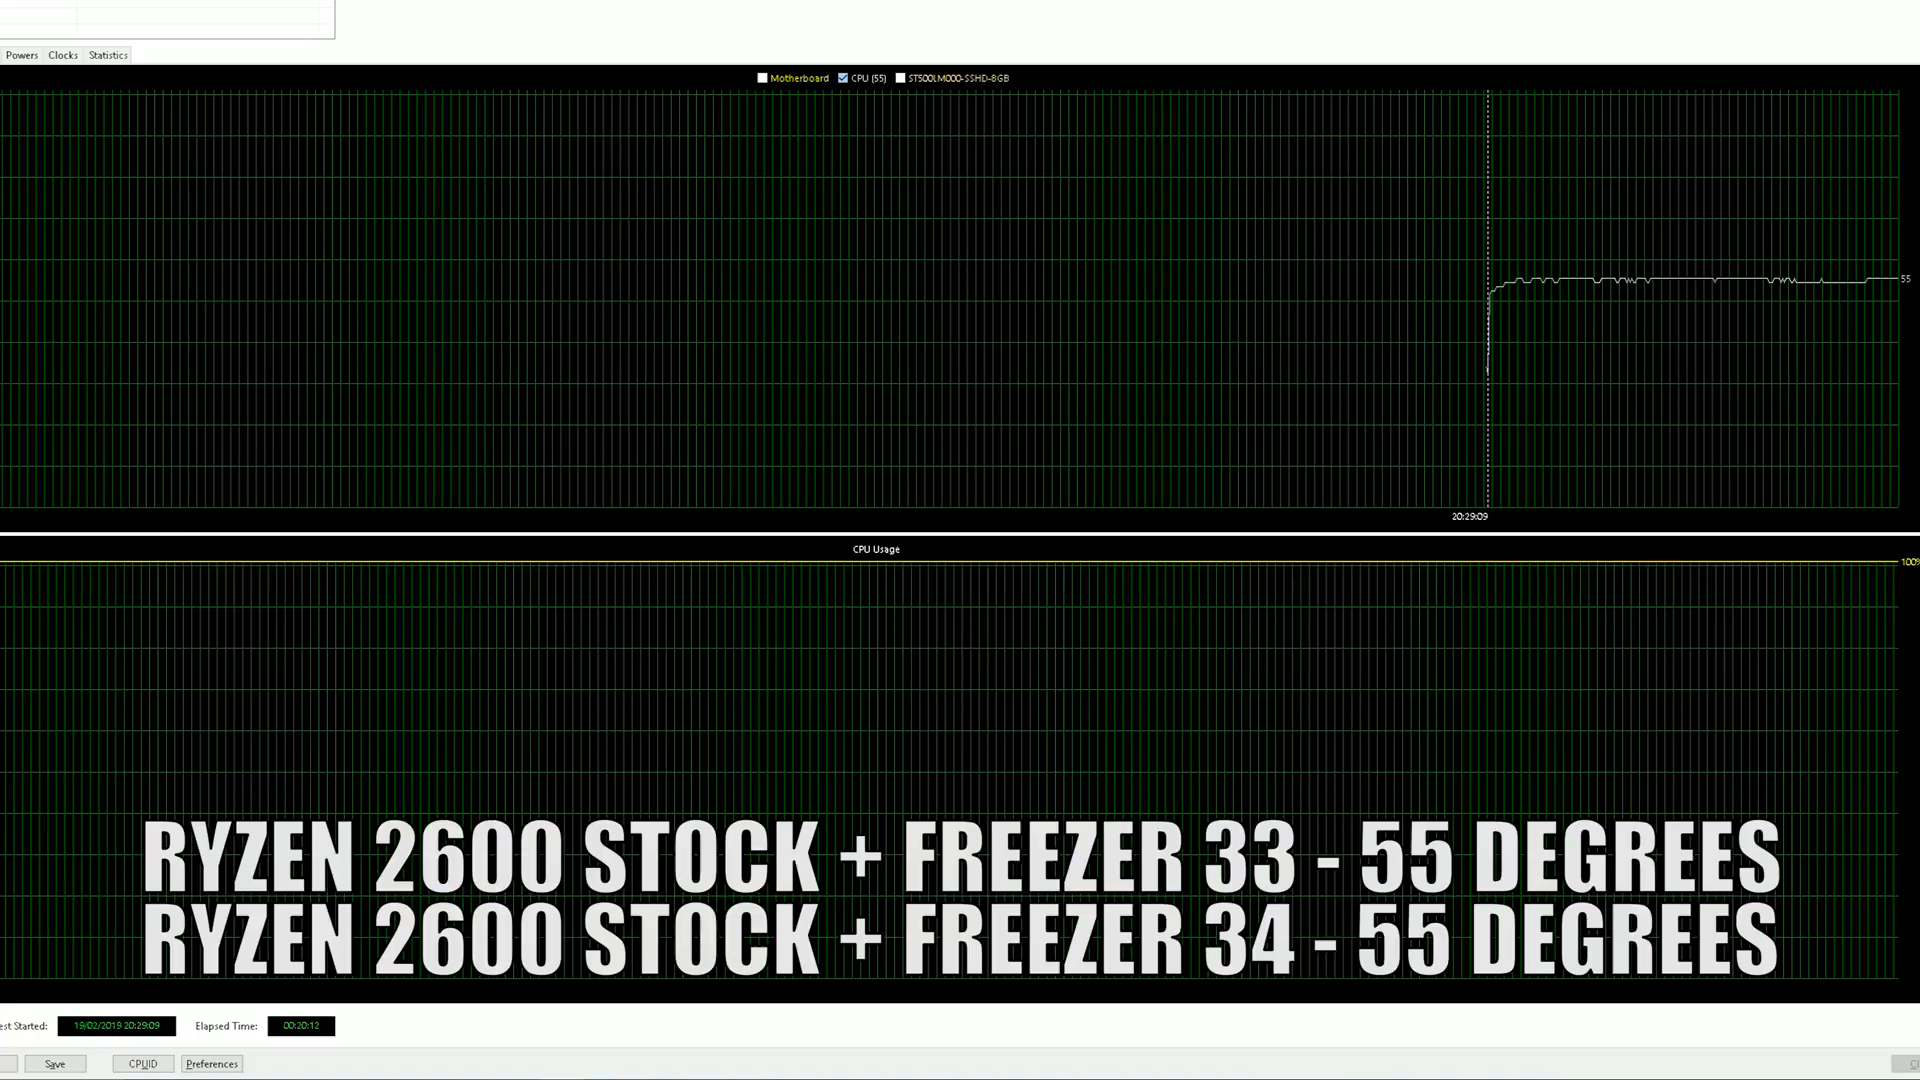 Powers Clocks Statistics
Motherboard CPU (55) ST500LM000-SSHD-8GB
55
20:29:09
CPU Usage
100%
RYZEN 2600 STOCK + FREEZER 33 - 55 DEGREES
RYZEN 2600 STOCK + FREEZER 34 - 55 DEGREES
est Started: 19/02/2019 20:29:09 Elapsed Time: 00:20:12
Save CPUID Preferences